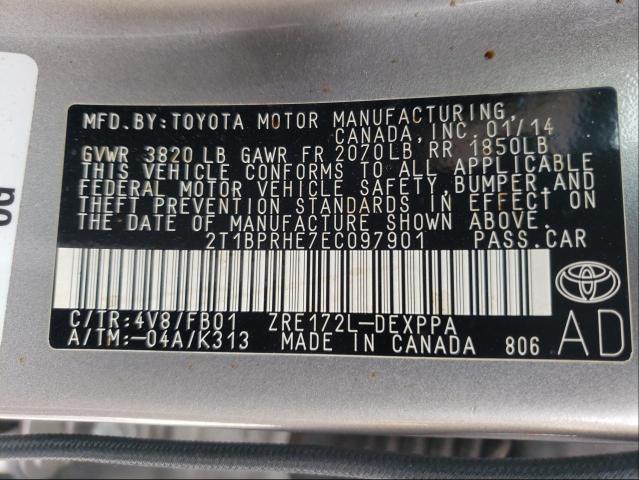 MFD.BY:TOYOTA MOTOR MANUFACTURING,
CANADA, INC. 01/14
GVWR 3820 LB GAWR FR 2070LB, RR 1850LB
THIS VEHICLE CONFORMS TO ALL APPLICABLE
FEDERAL MOTOR VEHICLE SAFETY, BUMPER, AND
THEFT PREVENTION STANDARDS IN EFFECT ON
THE DATE OF MANUFACTURE SHOWN ABOVE.
2T1BPRHE7EC097901 PASS.CAR
C/TR:4V8/FB01 ZRE172L-DEXPPA
A/TM:-04A/K313 MADE IN CANADA 806
AD